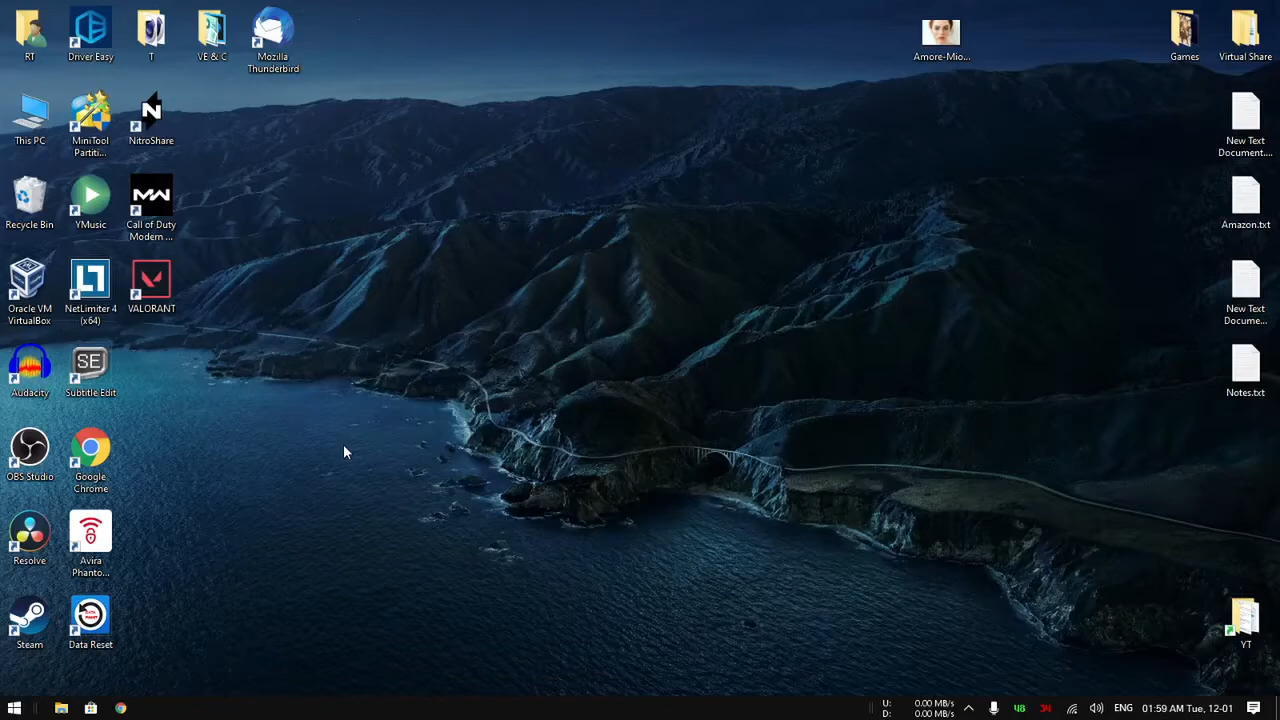 RT
Driver Easy
T
VE & C
Mozilla
Thunderbird
Amore-Mio...
Games
Virtual Share
This PC
MiniTool
Partiti...
N
NitroShare
New Text
Document....
Recycle Bin
YMusic
MW
Call of Duty
Modern ...
Amazon.txt
Oracle VM
VirtualBox
NetLimiter 4
(x64)
VALORANT
New Text
Docume...
Audacity
SE
Subtitle Edit
Notes.txt
OBS Studio
Google
Chrome
Resolve
Avira
Phanto...
Steam
Data Reset
YT
U: 0.00 MB/s
D: 0.00 MB/s
48
34
ENG
01:59 AM Tue, 12-01